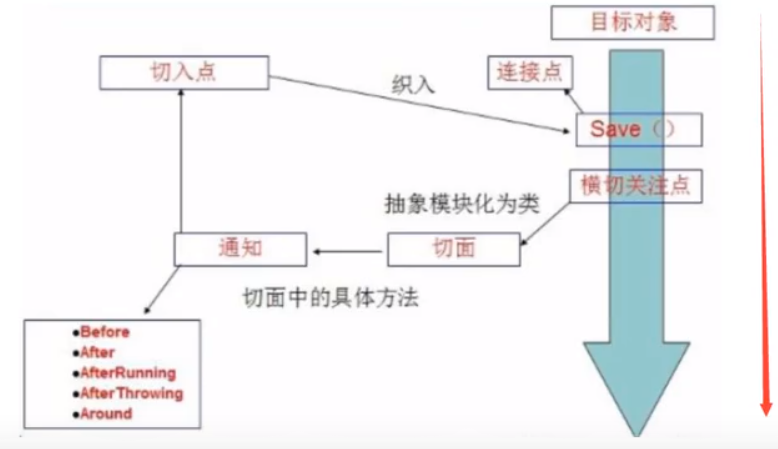 目标对象
切入点
连接点
织入
Save（）
横切关注点
抽象模块化为类
通知
切面
切面中的具体方法
●Before
●After
●AfterRunning
●AfterThrowing
●Around